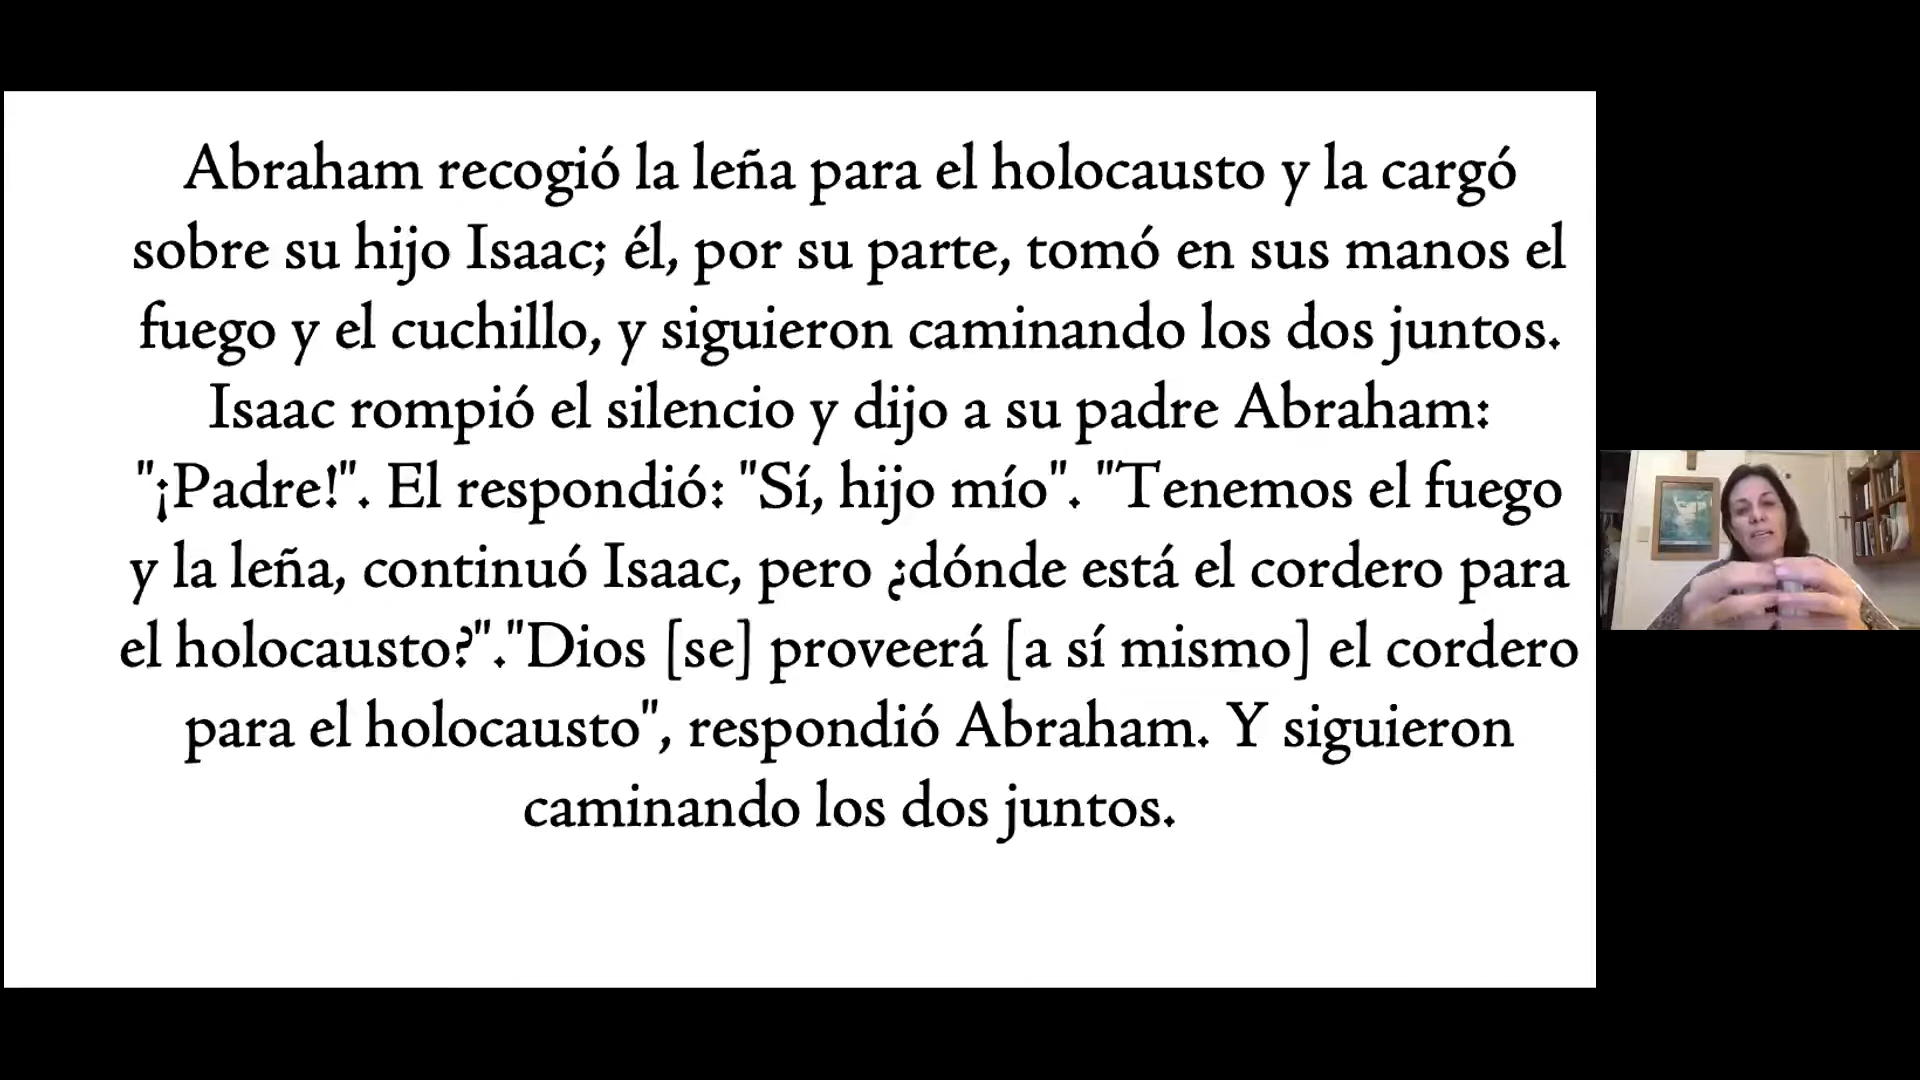 Abraham recogió la leña para el holocausto y la cargó
sobre su hijo Isaac; él, por su parte, tomó en sus manos el
fuego y el cuchillo, y siguieron caminando los dos juntos.
Isaac rompió el silencio y dijo a su padre Abraham:
"¡Padre!". El respondió: "Sí, hijo mío". "Tenemos el fuego
y la leña, continuó Isaac, pero ¿dónde está el cordero para
el holocausto?"."Dios [se] proveerá [a sí mismo] el cordero
para el holocausto", respondió Abraham. Y siguieron
caminando los dos juntos.